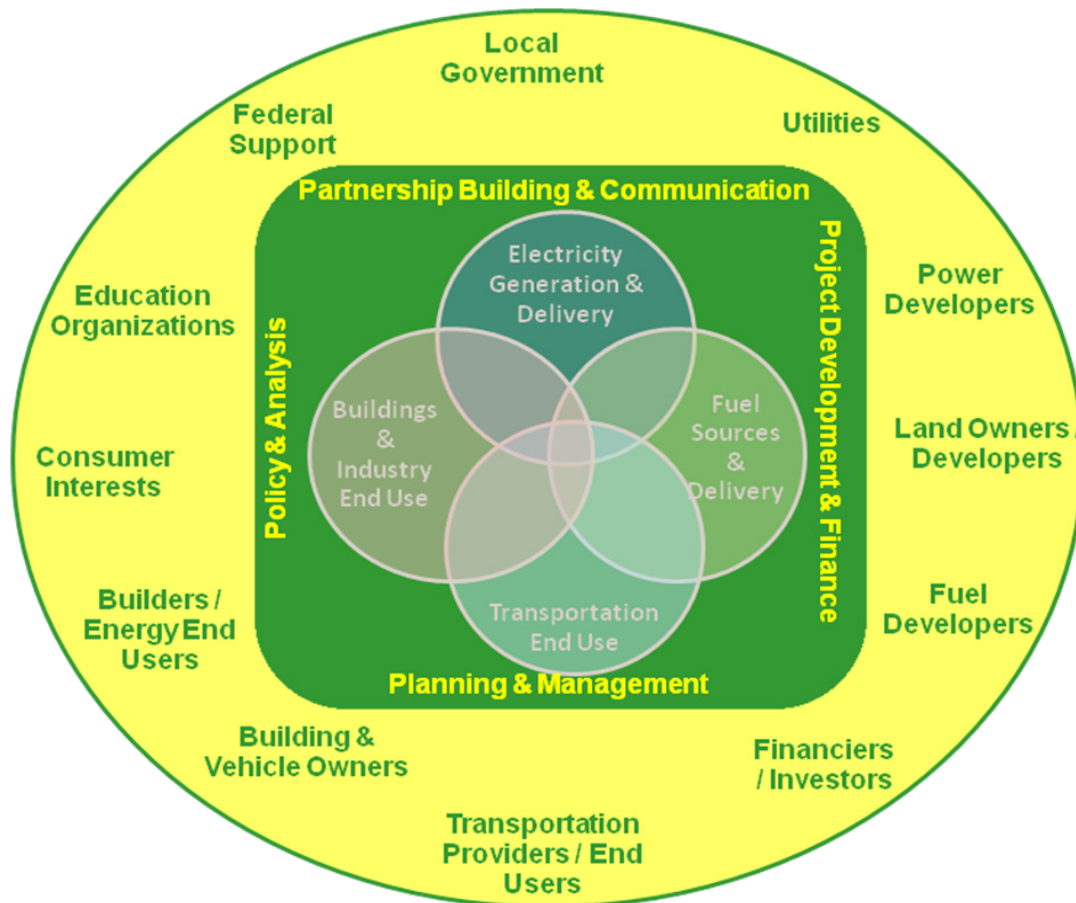 Local
Government
Federal
Support
Utilities
Partnership Building & Communication
Project Development & Finance
Policy & Analysis
Planning & Management
Electricity
Generation &
Delivery
Buildings
&
Industry
End Use
Fuel
Sources
&
Delivery
Transportation
End Use
Education
Organizations
Power
Developers
Consumer
Interests
Land Owners /
Developers
Builders /
Energy End
Users
Fuel
Developers
Building &
Vehicle Owners
Financiers
/ Investors
Transportation
Providers / End
Users